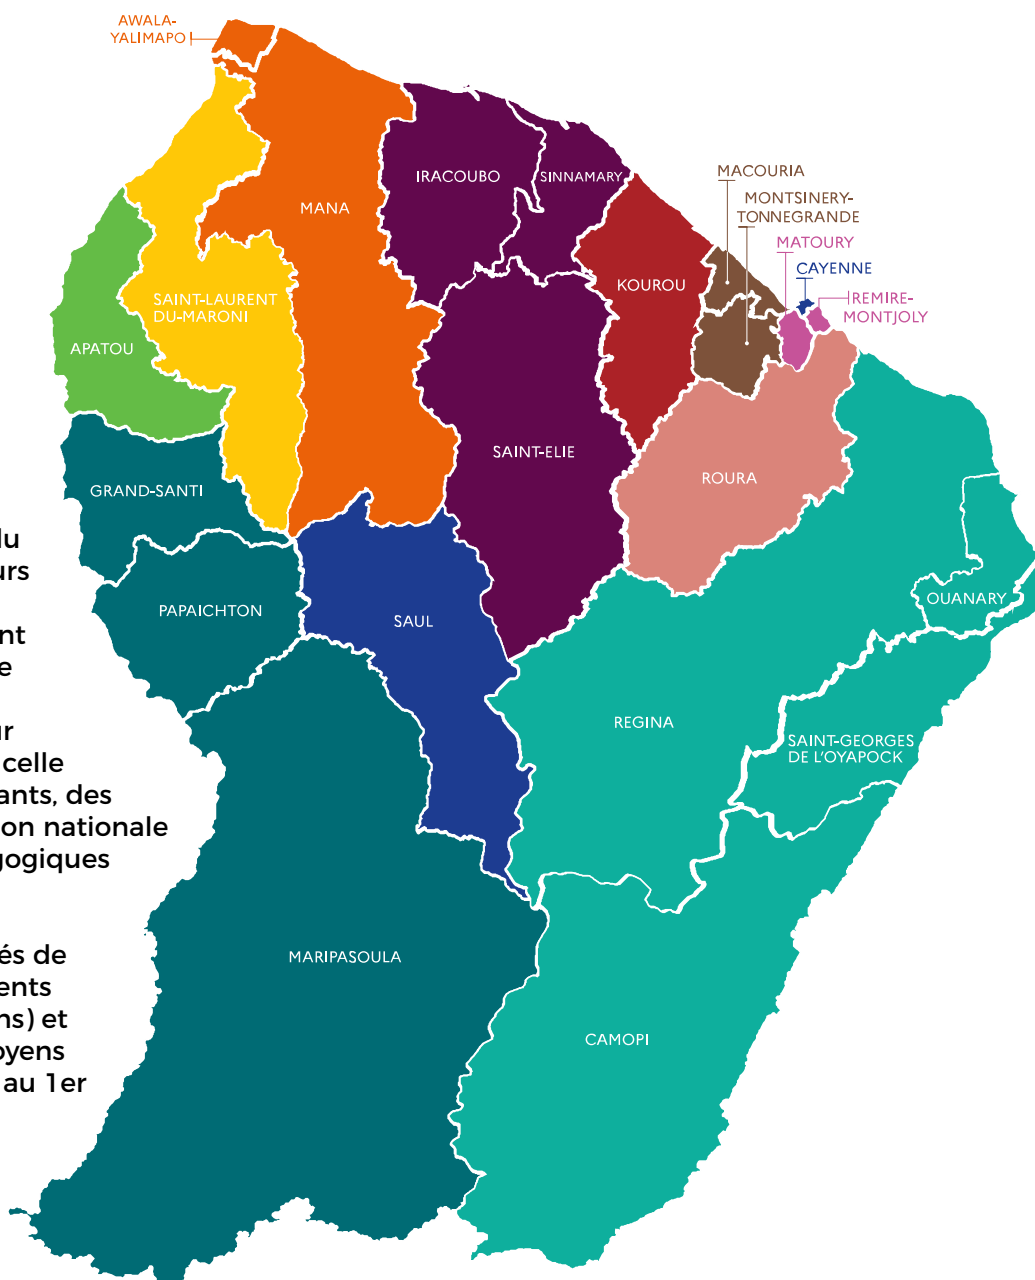 AWALA-
YALIMAPO
IRACOUBO
SINNAMARY
MACOURIA
MANA
MONTSINERY-
TONNEGRANDE
MATOURY
CAYENNE
KOUROU
SAINT-LAURENT
DU-MARONI
REMIRE-
MONTJOLY
APATOU
SAINT-ELIE
ROURA
GRAND-SANTI
OUANARY
PAPAICHTON
SAUL
REGINA
SAINT-GEORGES
DE L'OYAPOCK
MARIPASOULA
CAMOPI
du
urs
nt
e
ur
celle
ants, des
on nationale
gogiques
és de
ents
ns) et
oyens
au 1er